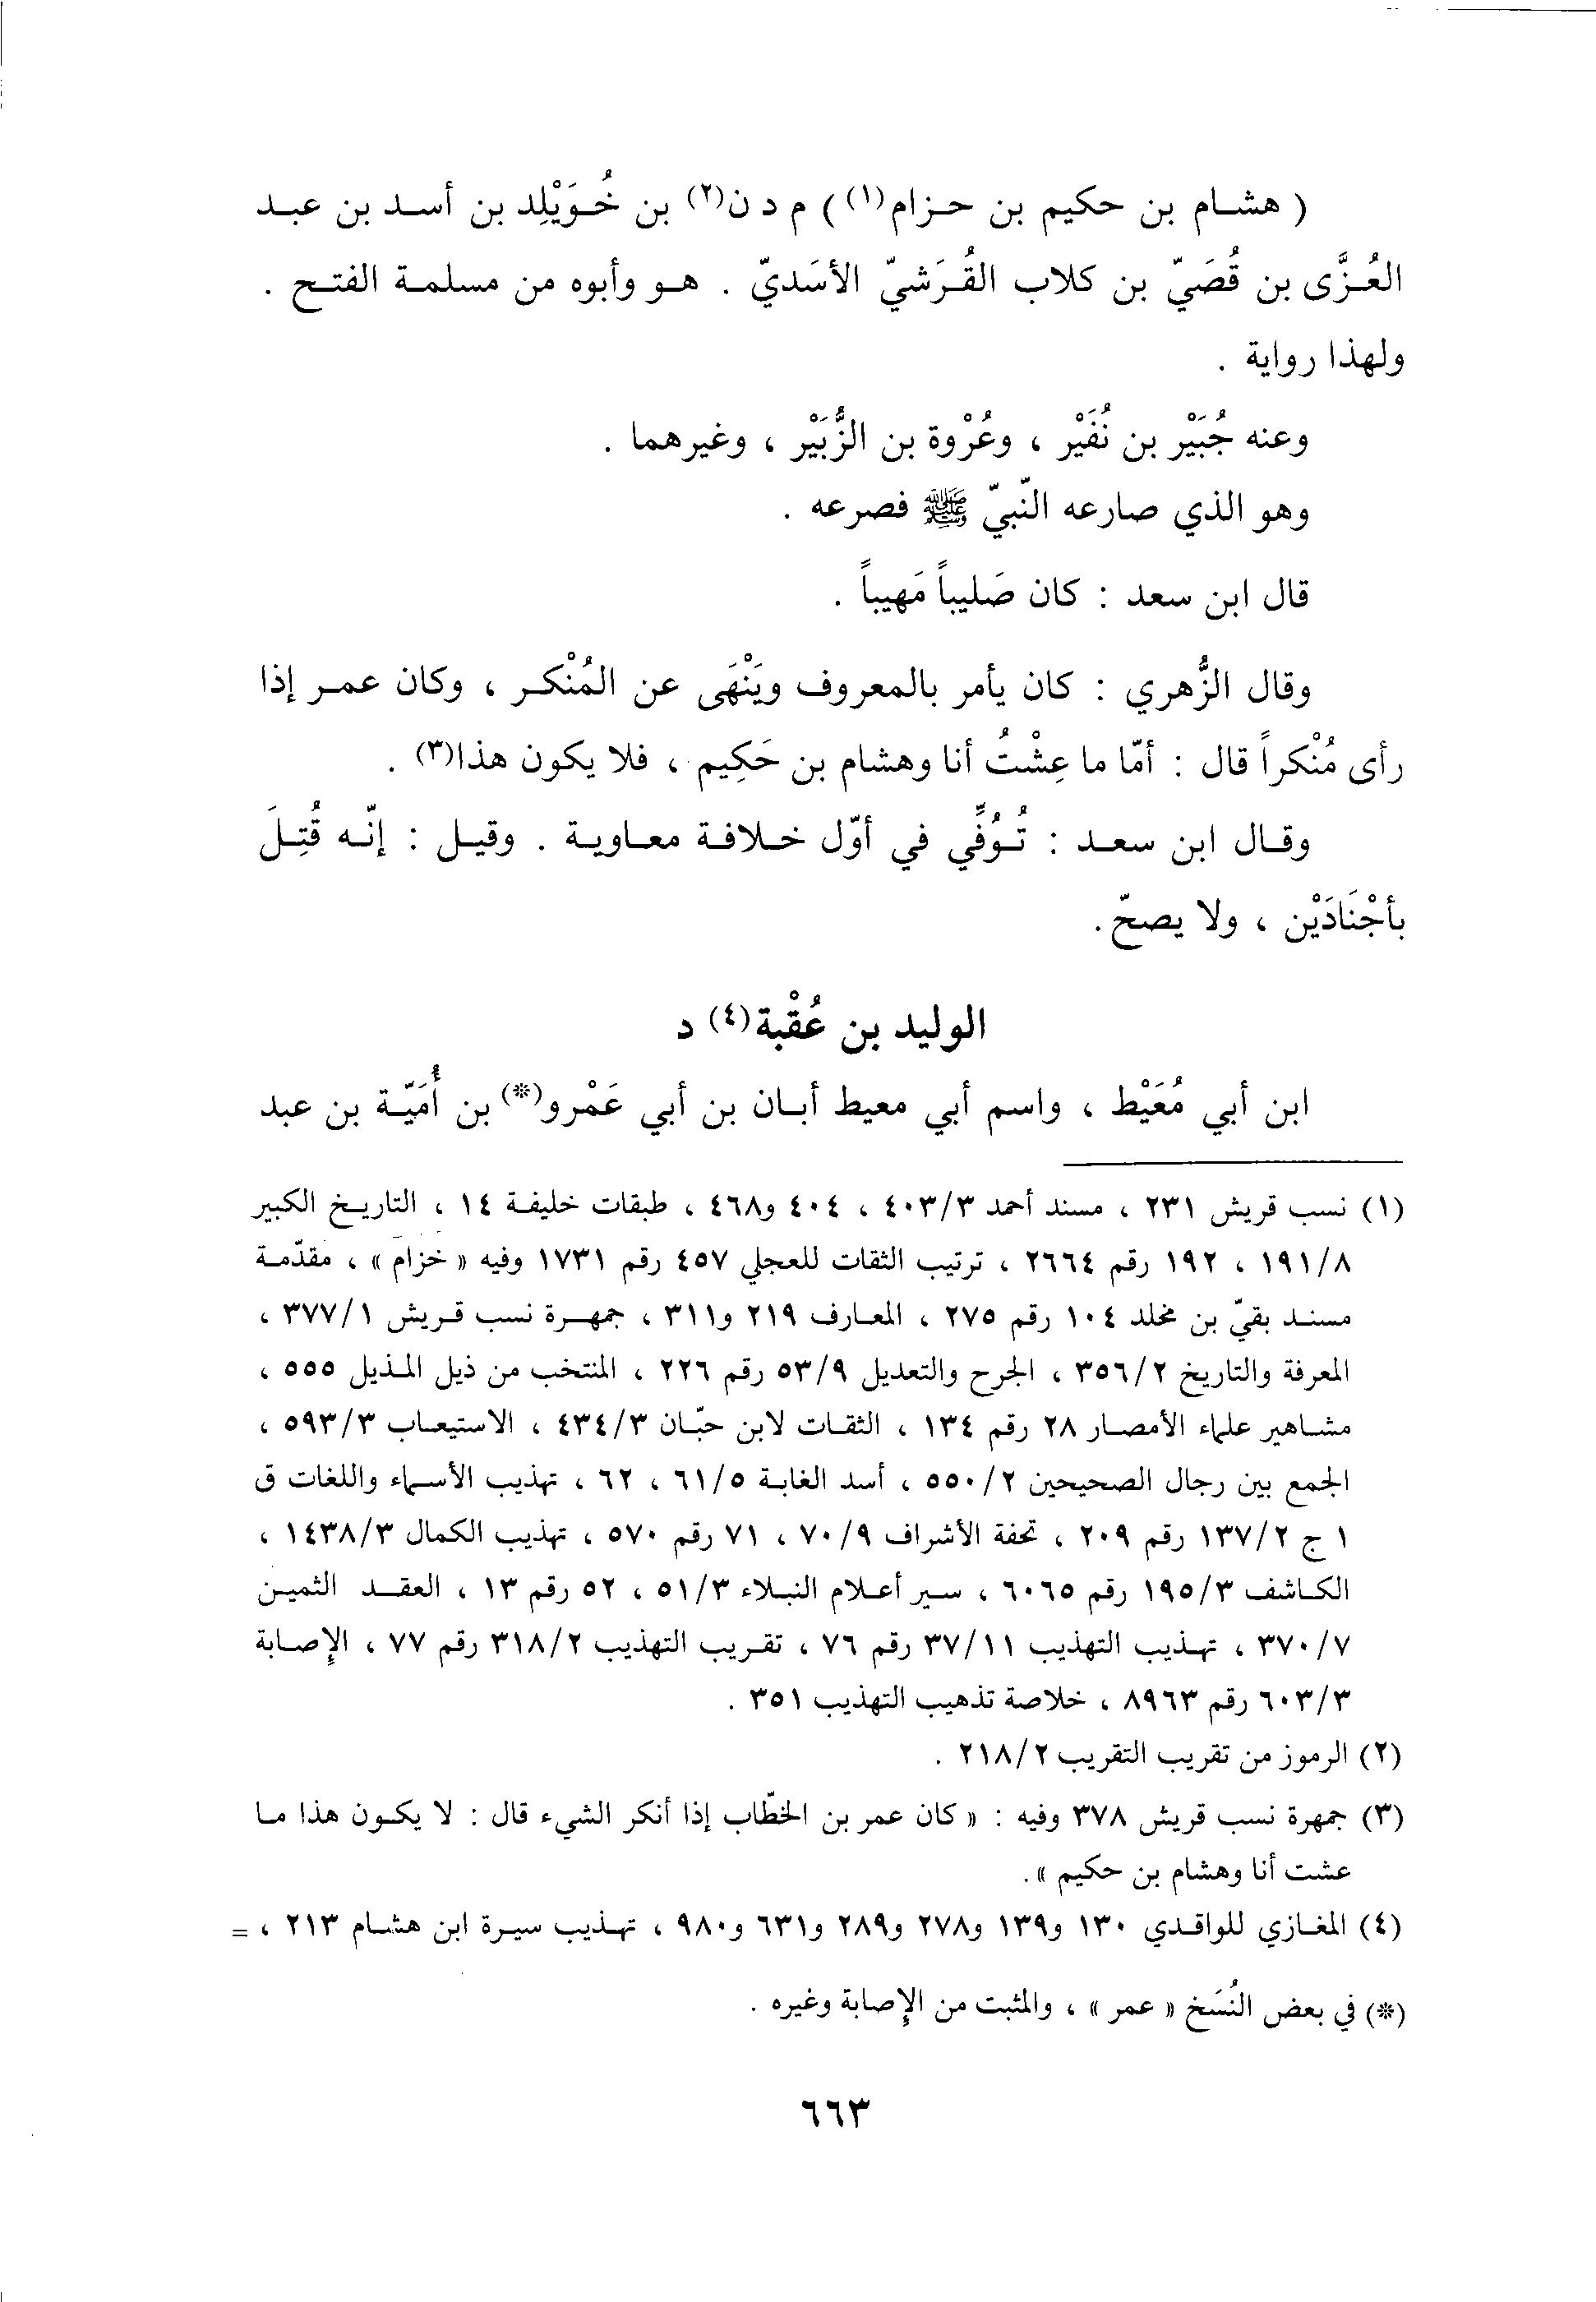 ( هشام بن حكيم بن حزام(١) ) م د ن(٢) بن خُوَيْلِد بن أسد بن عبد
العُزَّى بن قُصَيّ بن كلاب القُرَشيّ الأسَديّ . هو وأبوه من مسلمة الفتح .
ولهذا رواية .
وعنه جُبَيْر بن نُفَيْر ، وعُرْوة بن الزُّبَيْر ، وغيرهما .
وهو الذي صارعه النّبيّ ﷺ فصرعه .
قال ابن سعد : كان صَليباً مَهيباً .
وقال الزُّهري : كان يأمر بالمعروف ويَنْهَى عن المُنْكر ، وكان عمر إذا
رأى مُنْكراً قال : أمّا ما عِشْتُ أنا وهشام بن حَكِيم ، فلا يكون هذا(٣) .
وقال ابن سعد : تُوُفِّي في أوّل خلافة معاوية . وقيل : إنّه قُتِلَ
بأجْنَادَيْن ، ولا يصحّ .
الوليد بن عُقْبة(٤) د
ابن أبي مُعَيْط ، واسم أبي معيط أبان بن أبي عَمْرو(*) بن أُمَيّة بن عبد
(١) نسب قريش ٢٣١ ، مسند أحمد ٤٠٣/٣ ، ٤٠٤ و٤٦٨ ، طبقات خليفة ١٤ ، التاريخ الكبير
١٩١/٨ ، ١٩٢ رقم ٢٦٦٤ ، ترتيب الثقات للعجلي ٤٥٧ رقم ١٧٣١ وفيه « خزام » ، مقدّمة
مسند بقيّ بن مخلد ١٠٤ رقم ٢٧٥ ، المعارف ٢١٩ و٣١١ ، جمهرة نسب قريش ٣٧٧/١ ،
المعرفة والتاريخ ٣٥٦/٢ ، الجرح والتعديل ٥٣/٩ رقم ٢٢٦ ، المنتخب من ذيل المذيل ٥٥٥ ،
مشاهير علماء الأمصار ٢٨ رقم ١٣٤ ، الثقات لابن حبّان ٤٣٤/٣ ، الاستيعاب ٥٩٣/٣ ،
الجمع بين رجال الصحيحين ٥٥٠/٢ ، أسد الغابة ٦١/٥ ، ٦٢ ، تهذيب الأسماء واللغات ق
١ ج ١٣٧/٢ رقم ٢٠٩ ، تحفة الأشراف ٧٠/٩ ، ٧١ رقم ٥٧٠ ، تهذيب الكمال ١٤٣٨/٣ ،
الكاشف ١٩٥/٣ رقم ٦٠٦٥ ، سير أعلام النبلاء ٥١/٣ ، ٥٢ رقم ١٣ ، العقد الثمين
٣٧٠/٧ ، تهذيب التهذيب ٣٧/١١ رقم ٧٦ ، تقريب التهذيب ٣١٨/٢ رقم ٧٧ ، الإصابة
٦٠٣/٣ رقم ٨٩٦٣ ، خلاصة تذهيب التهذيب ٣٥١ .
(٢) الرموز من تقريب التقريب ٢١٨/٢ .
(٣) جمهرة نسب قريش ٣٧٨ وفيه : « كان عمر بن الخطّاب إذا أنكر الشيء قال : لا يكون هذا ما
عشت أنا وهشام بن حكيم ».
(٤) المغازي للواقدي ١٣٠ و١٣٩ و٢٧٨ و٢٨٩ و٦٣١ و٩٨٠ ، تهذيب سيرة ابن هشام ٢١٣ ، =
(*) في بعض النُسَخ « عمر » ، والمثبت من الإصابة وغيره .
٦٦٣